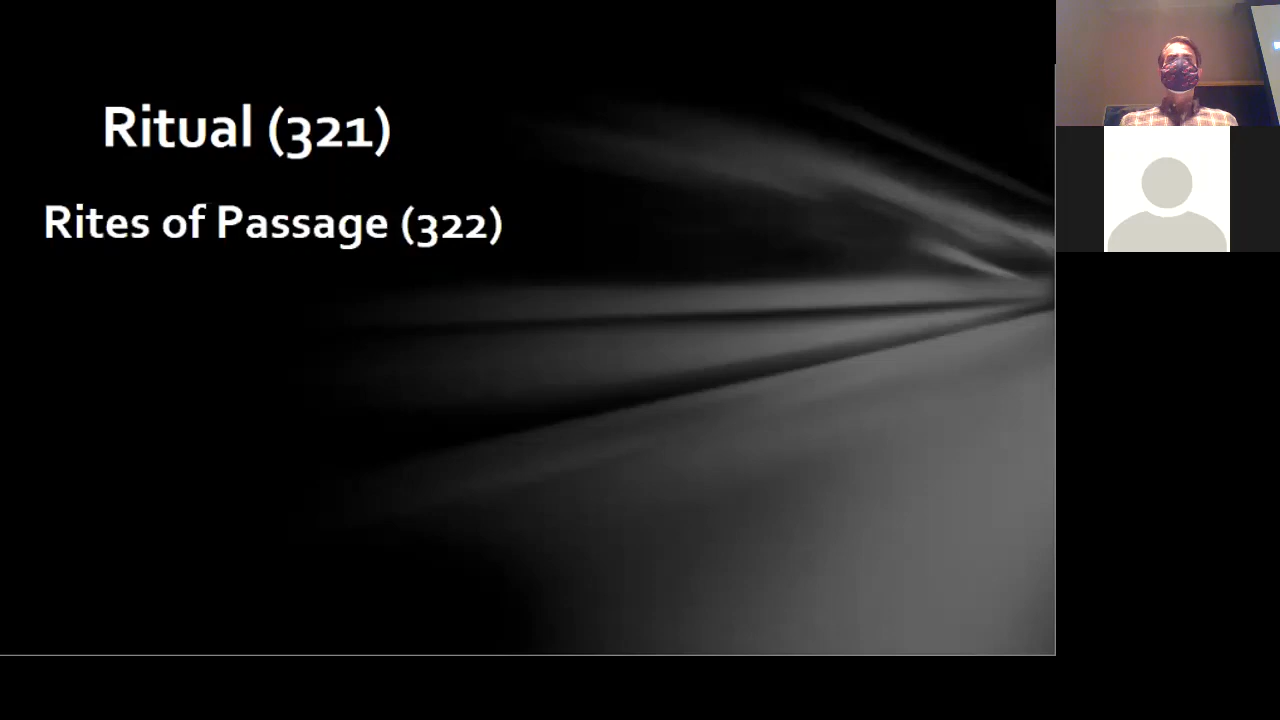 Ritual (321)
Rites of Passage (322)